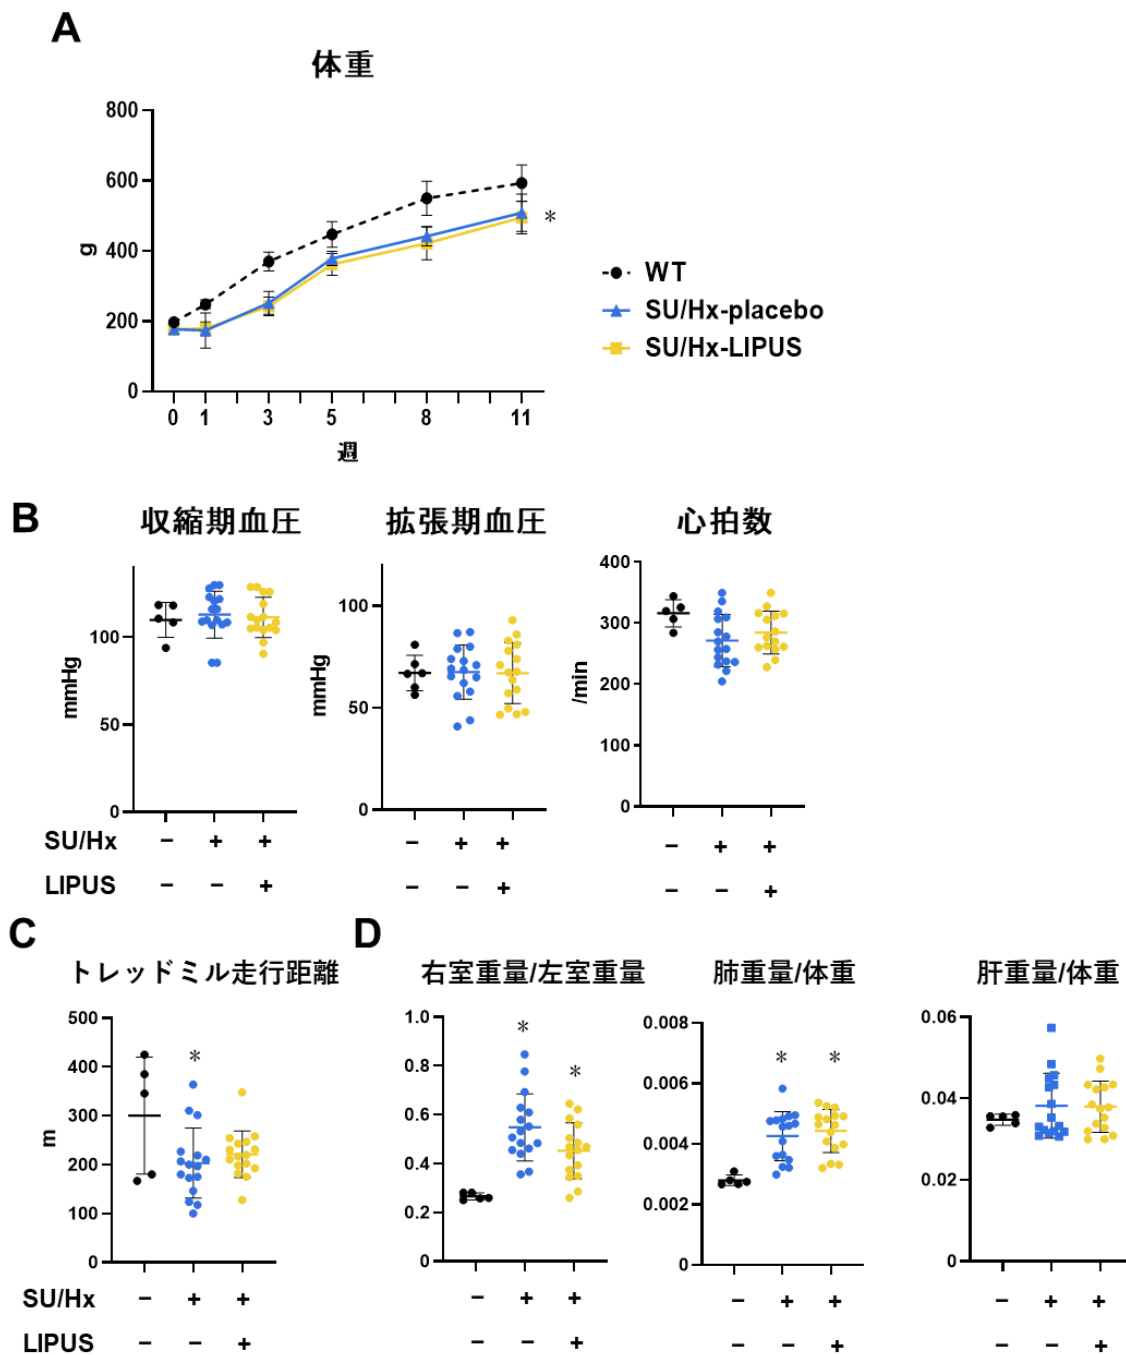 A
体重
800
600
400
200
0
g
0 1 3 5 8 11
週
*
WT
SU/Hx-placebo
SU/Hx-LIPUS
B
収縮期血圧
100
50
0
mmHg
拡張期血圧
100
50
0
mmHg
心拍数
400
300
200
100
0
/min
SU/Hx − + +
LIPUS − − +
− + +
− − +
− + +
− − +
C
トレッドミル走行距離
500
400
300
200
100
0
m
*
SU/Hx − + +
LIPUS − − +
D
右室重量/左室重量
1.0
0.8
0.6
0.4
0.2
0
*
*
− + +
− − +
肺重量/体重
0.008
0.006
0.004
0.002
0
*
*
− + +
− − +
肝重量/体重
0.06
0.04
0.02
0
− + +
− − +